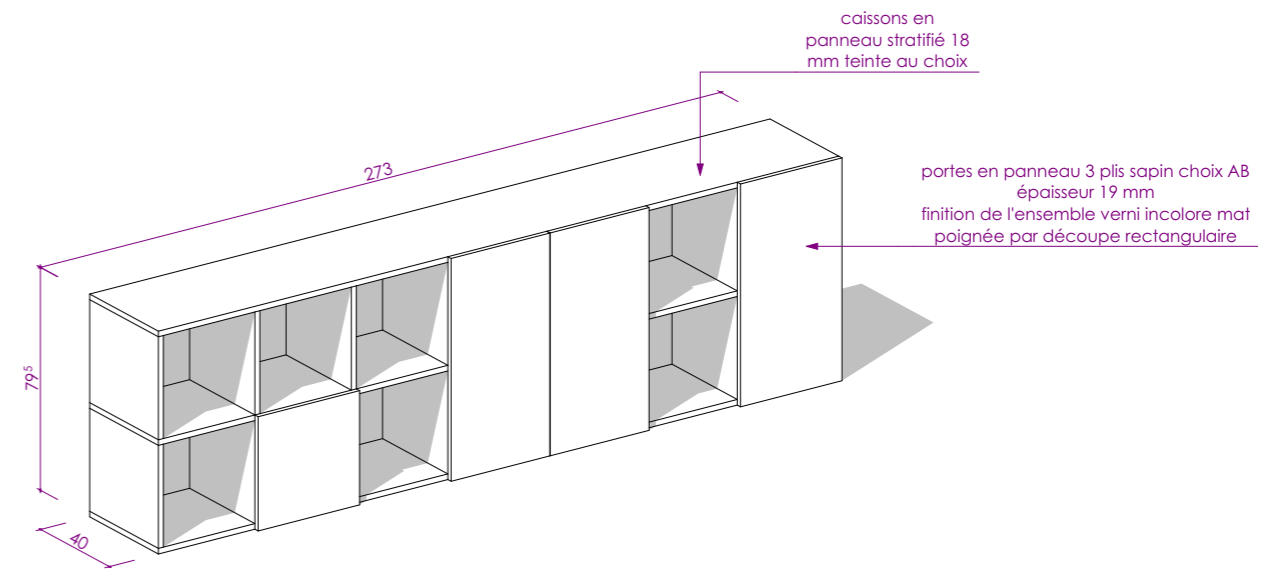 caissons en
panneau stratifié 18
mm teinte au choix
273
portes en panneau 3 plis sapin choix AB
épaisseur 19 mm
finition de l'ensemble verni incolore mat
poignée par découpe rectangulaire
79⁵
40